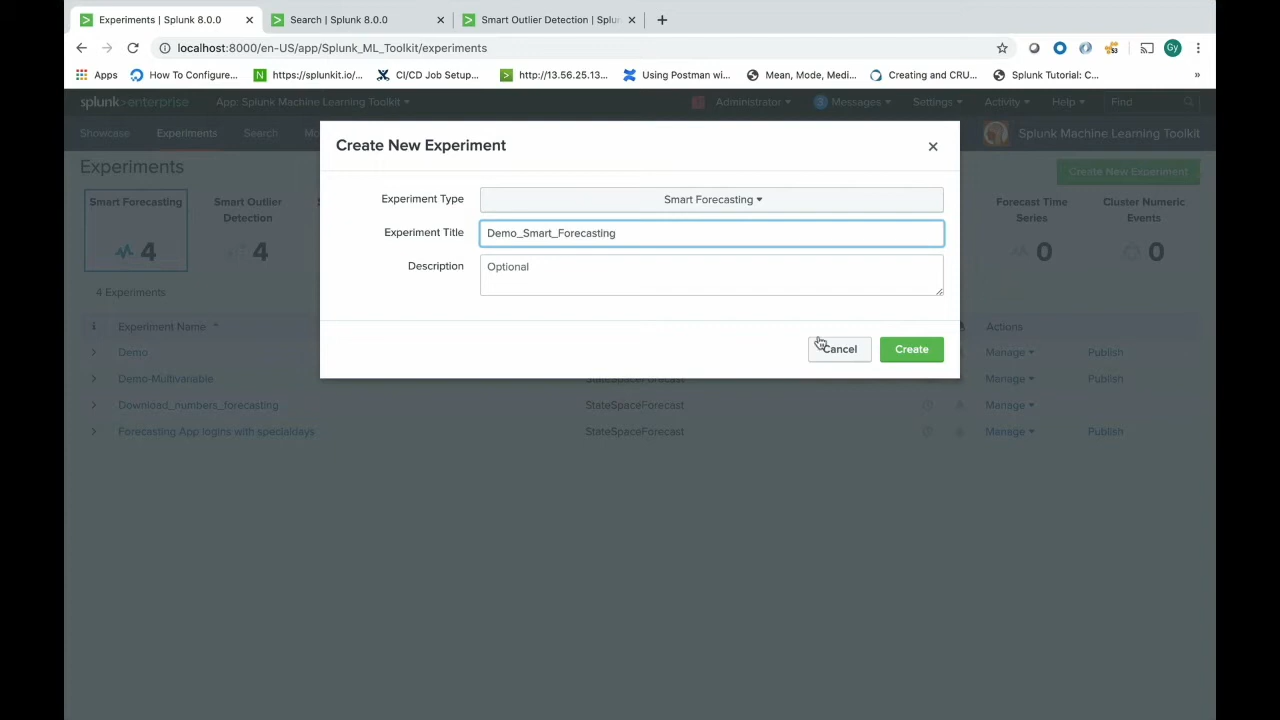 Experiments | Splunk 8.0.0
Search | Splunk 8.0.0
Smart Outlier Detection | Splun
localhost:8000/en-US/app/Splunk_ML_Toolkit/experiments
Gy
Apps
How To Configure...
https://splunkit.io/...
CI/CD Job Setup...
http://13.56.25.13...
Using Postman wi...
Mean, Mode, Medi...
Creating and CRU...
Splunk Tutorial: C...
»
splunk>enterprise
App: Splunk Machine Learning Toolkit
Administrator
3 Messages
Settings
Activity
Help
Find
Showcase
Experiments
Search
Mo
Splunk Machine Learning Toolkit
Experiments
Create New Experiment
Smart Forecasting
4
Smart Outlier Detection
4
Forecast Time Series
0
Cluster Numeric Events
0
4 Experiments
i
Experiment Name
Actions
Demo
Manage
Publish
Demo-Multivariable
StateSpaceForecast
Manage
Publish
Download_numbers_forecasting
StateSpaceForecast
Manage
Forecasting App logins with specialdays
StateSpaceForecast
Manage
Publish
Create New Experiment
Experiment Type
Smart Forecasting
Experiment Title
Demo_Smart_Forecasting
Description
Optional
Cancel
Create